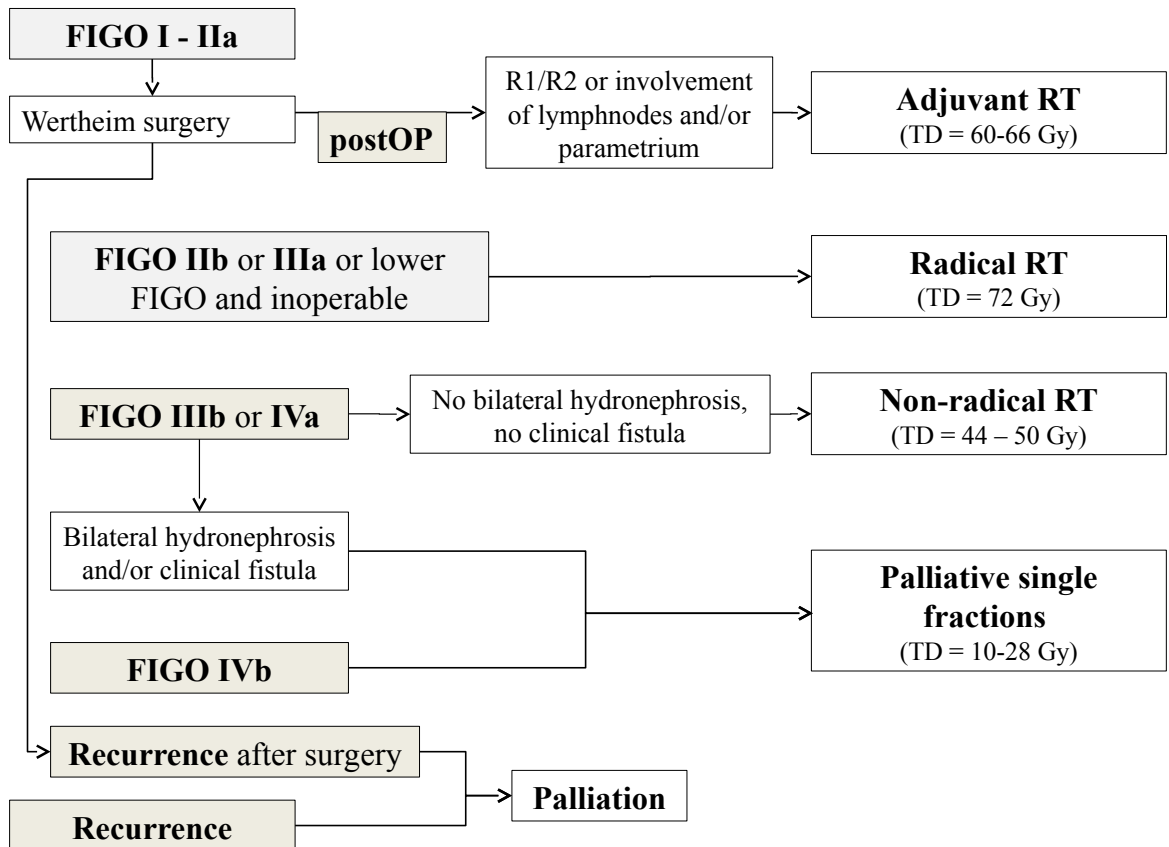 FIGO I - IIa
Wertheim surgery
postOP
R1/R2 or involvement
of lymphnodes and/or
parametrium
Adjuvant RT
(TD = 60-66 Gy)
FIGO IIb or IIIa or lower
FIGO and inoperable
Radical RT
(TD = 72 Gy)
FIGO IIIb or IVa
No bilateral hydronephrosis,
no clinical fistula
Non-radical RT
(TD = 44 – 50 Gy)
Bilateral hydronephrosis
and/or clinical fistula
Palliative single
fractions
(TD = 10-28 Gy)
FIGO IVb
Recurrence after surgery
Palliation
Recurrence